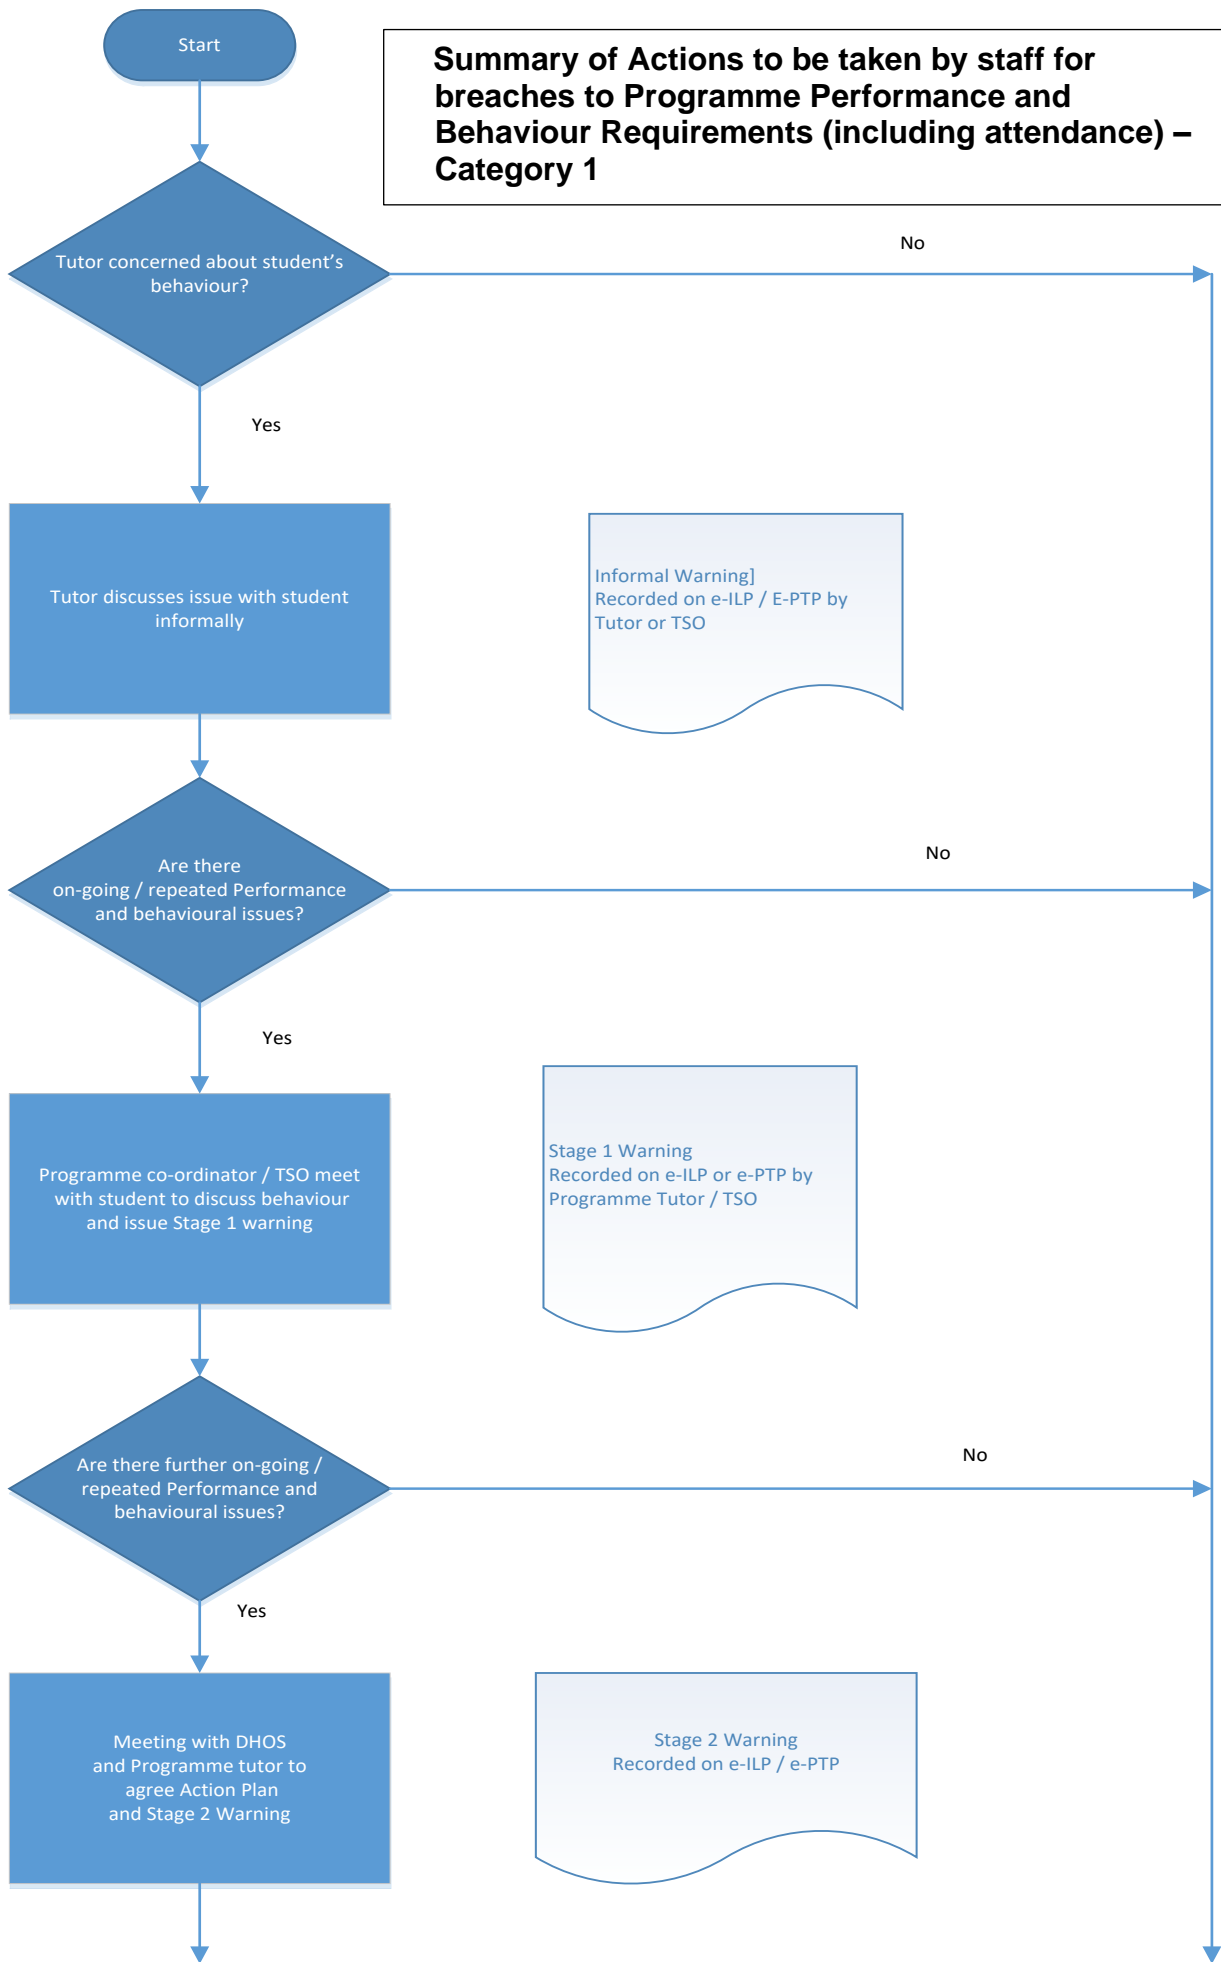 Start
Summary of Actions to be taken by staff for
breaches to Programme Performance and
Behaviour Requirements (including attendance) –
Category 1
No
Tutor concerned about student’s
behaviour?
Yes
Tutor discusses issue with student
informally
Informal Warning]
Recorded on e-ILP / E-PTP by
Tutor or TSO
No
Are there
on-going / repeated Performance
and behavioural issues?
Yes
Programme co-ordinator / TSO meet
with student to discuss behaviour
and issue Stage 1 warning
Stage 1 Warning
Recorded on e-ILP or e-PTP by
Programme Tutor / TSO
No
Are there further on-going /
repeated Performance and
behavioural issues?
Yes
Meeting with DHOS
and Programme tutor to
agree Action Plan
and Stage 2 Warning
Stage 2 Warning
Recorded on e-ILP / e-PTP